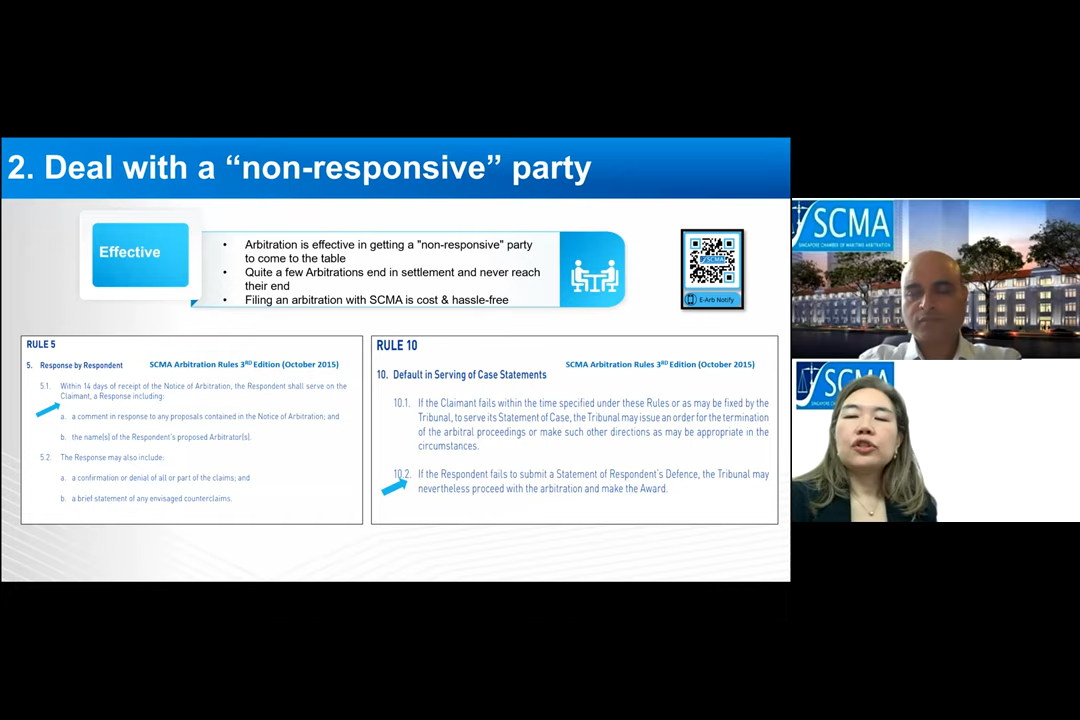 2. Deal with a “non-responsive” party
Effective
• Arbitration is effective in getting a "non-responsive" party
to come to the table
• Quite a few Arbitrations end in settlement and never reach
their end
• Filing an arbitration with SCMA is cost & hassle-free
SCMA
E-Arb Notify
RULE 5
5. Response by Respondent SCMA Arbitration Rules 3RD Edition (October 2015)
5.1. Within 14 days of receipt of the Notice of Arbitration, the Respondent shall serve on the
Claimant, a Response including:
a. a comment in response to any proposals contained in the Notice of Arbitration; and
b. the name(s) of the Respondent's proposed Arbitrator(s).
5.2. The Response may also include:
a. a confirmation or denial of all or part of the claims; and
b. a brief statement of any envisaged counterclaims.
RULE 10
SCMA Arbitration Rules 3RD Edition (October 2015)
10. Default in Serving of Case Statements
10.1. If the Claimant fails within the time specified under these Rules or as may be fixed by the
Tribunal, to serve its Statement of Case, the Tribunal may issue an order for the termination
of the arbitral proceedings or make such other directions as may be appropriate in the
circumstances.
10.2. If the Respondent fails to submit a Statement of Respondent's Defence, the Tribunal may
nevertheless proceed with the arbitration and make the Award.
SCMA
SINGAPORE CHAMBER OF MARITIME ARBITRATION
SCMA
SINGAPORE CHAMBER OF